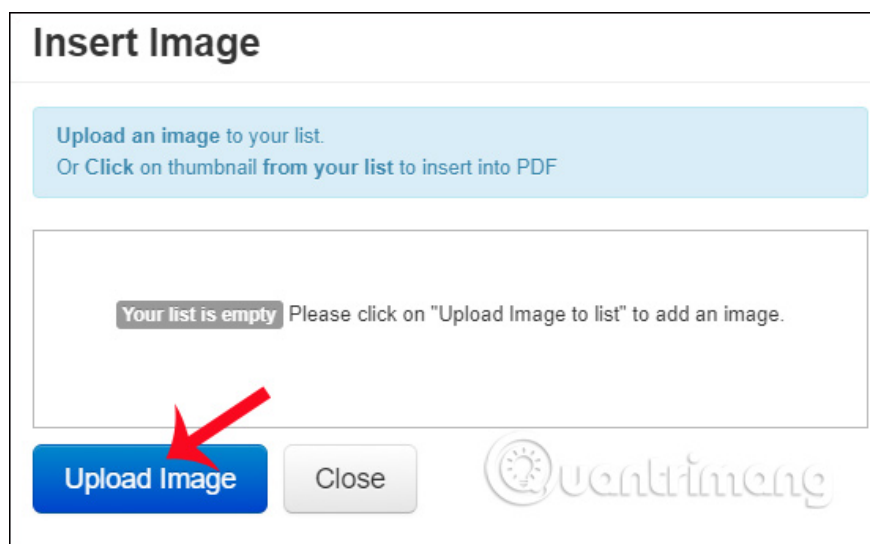 Insert Image
Upload an image to your list.
Or Click on thumbnail from your list to insert into PDF
Your list is empty Please click on "Upload Image to list" to add an image.
Upload Image
Close
Quantrimang